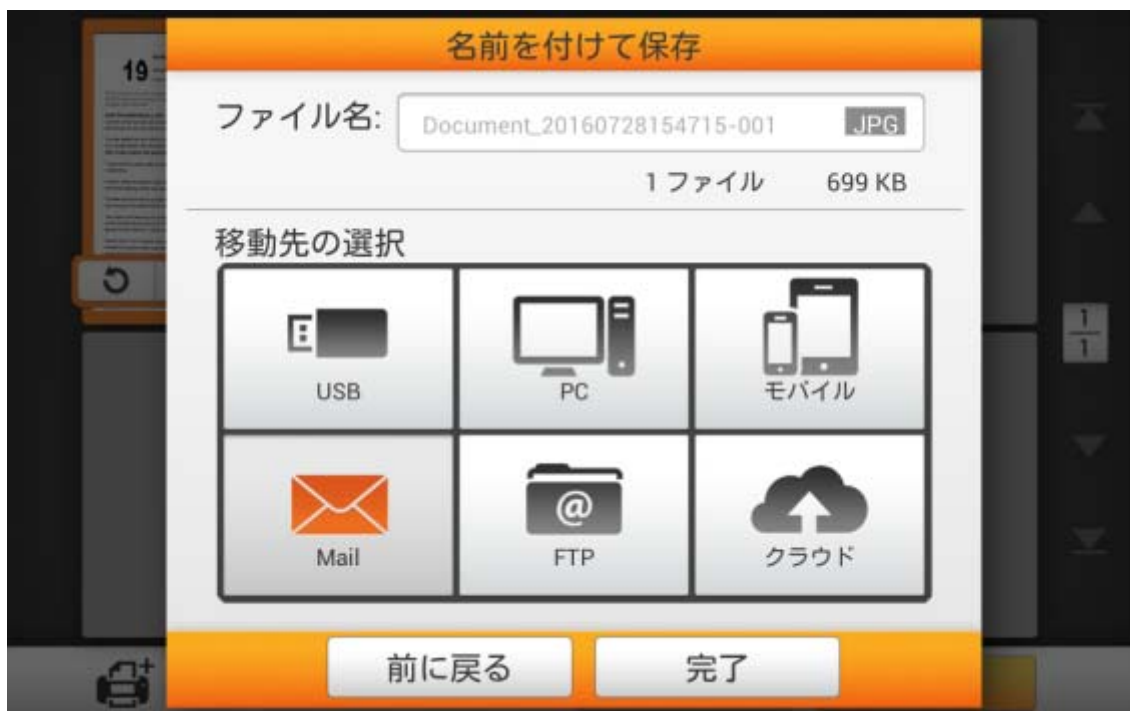 名前を付けて保存
19
ファイル名: Document_20160728154715-001 JPG
1 ファイル 699 KB
移動先の選択
USB PC モバイル
Mail FTP クラウド
1
1
前に戻る 完了